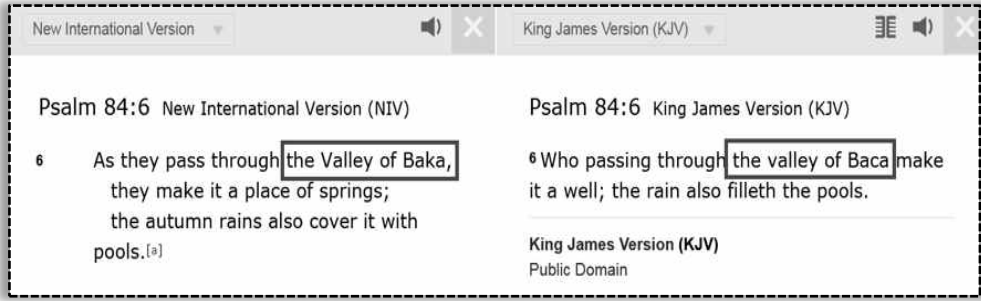 New International Version
Psalm 84:6 New International Version (NIV)
6 As they pass through the Valley of Baka,
they make it a place of springs;
the autumn rains also cover it with
pools.[a]
King James Version (KJV)
Psalm 84:6 King James Version (KJV)
6 Who passing through the valley of Baca make
it a well; the rain also filleth the pools.
King James Version (KJV)
Public Domain